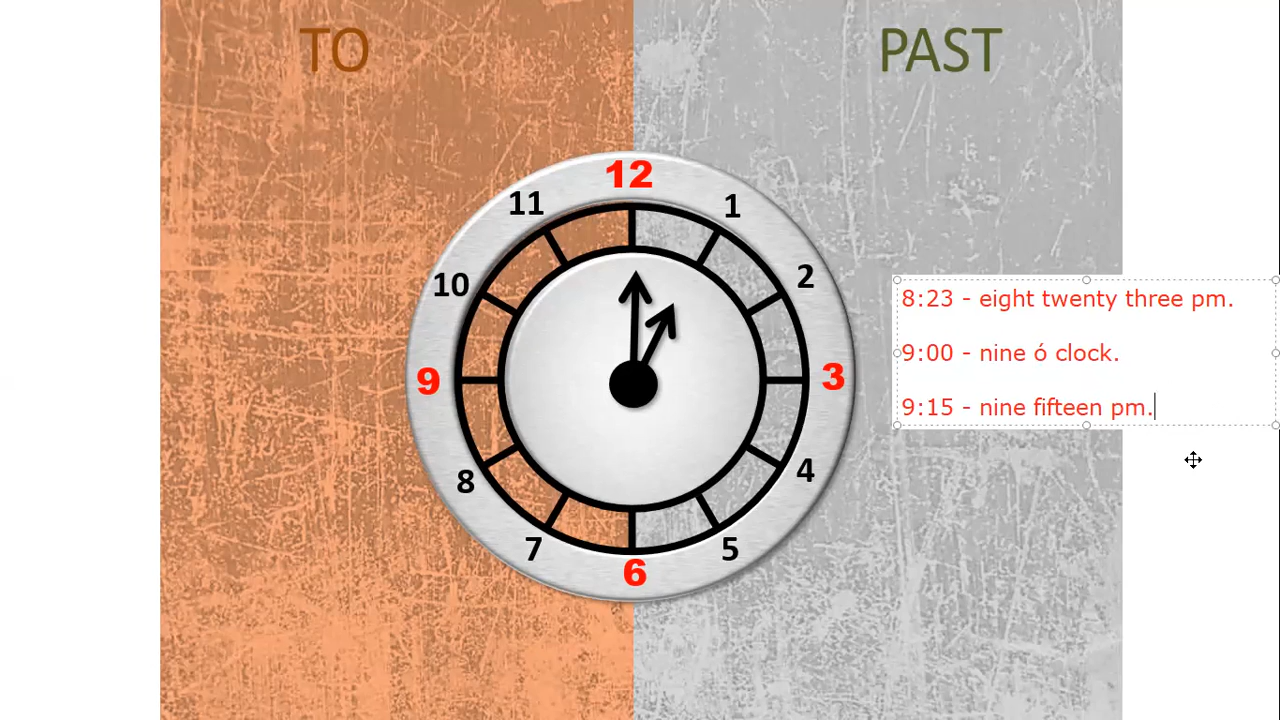 TO
PAST
12
11
1
10
2
9
3
8
4
7
5
6
8:23 - eight twenty three pm.
9:00 - nine ó clock.
9:15 - nine fifteen pm.